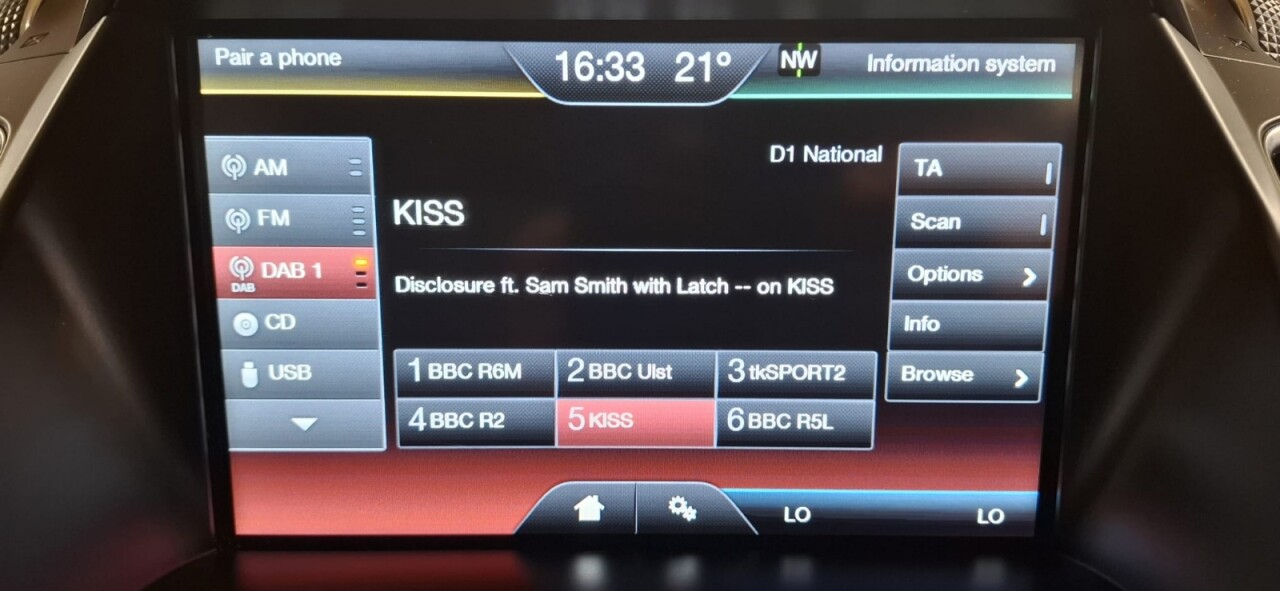 Pair a phone
16:33 21°
NW
Information system
AM
FM
DAB 1
DAB
CD
USB
D1 National
KISS
Disclosure ft. Sam Smith with Latch -- on KISS
1 BBC R6M
2 BBC Ulst
3 tkSPORT2
4 BBC R2
5 KISS
6 BBC R5L
TA
Scan
Options
Info
Browse
LO
LO